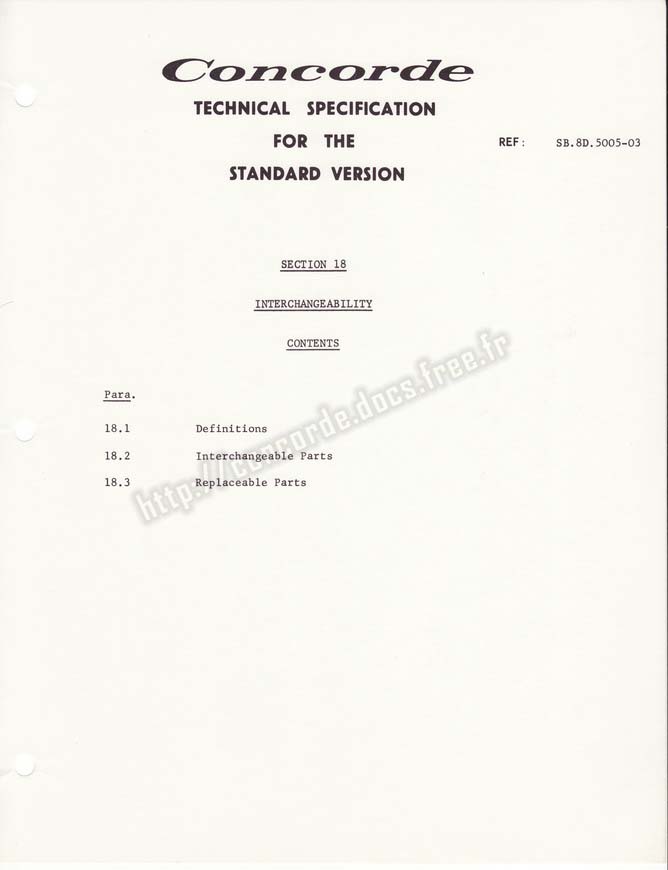 Concorde
TECHNICAL SPECIFICATION
FOR THE
STANDARD VERSION
REF: SB.8D.5005-03
SECTION 18
INTERCHANGEABILITY
CONTENTS
Para.
18.1 Definitions
18.2 Interchangeable Parts
18.3 Replaceable Parts
http://concorde.docs.free.fr